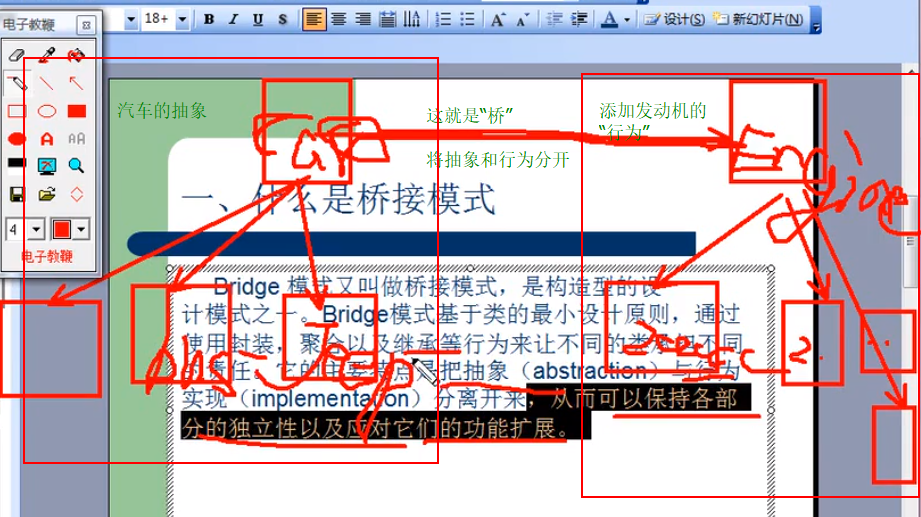 18+
B I U S
A A
A
设计(S)
新幻灯片(N)
电子教鞭
A AA
4
电子教鞭
汽车的抽象
这就是“桥”
将抽象和行为分开
添加发动机的
“行为”
Car
Engine
一、什么是桥接模式
Bridge 模式又叫做桥接模式，是构造型的设
计模式之一。Bridge模式基于类的最小设计原则，通过
使用封装，聚合以及继承等行为来让不同的类承担不同
的责任。它的主要特点是把抽象（abstraction）与行为
实现（implementation）分离开来，从而可以保持各部
分的独立性以及应对它们的功能扩展。
Bus
Jeep
2.